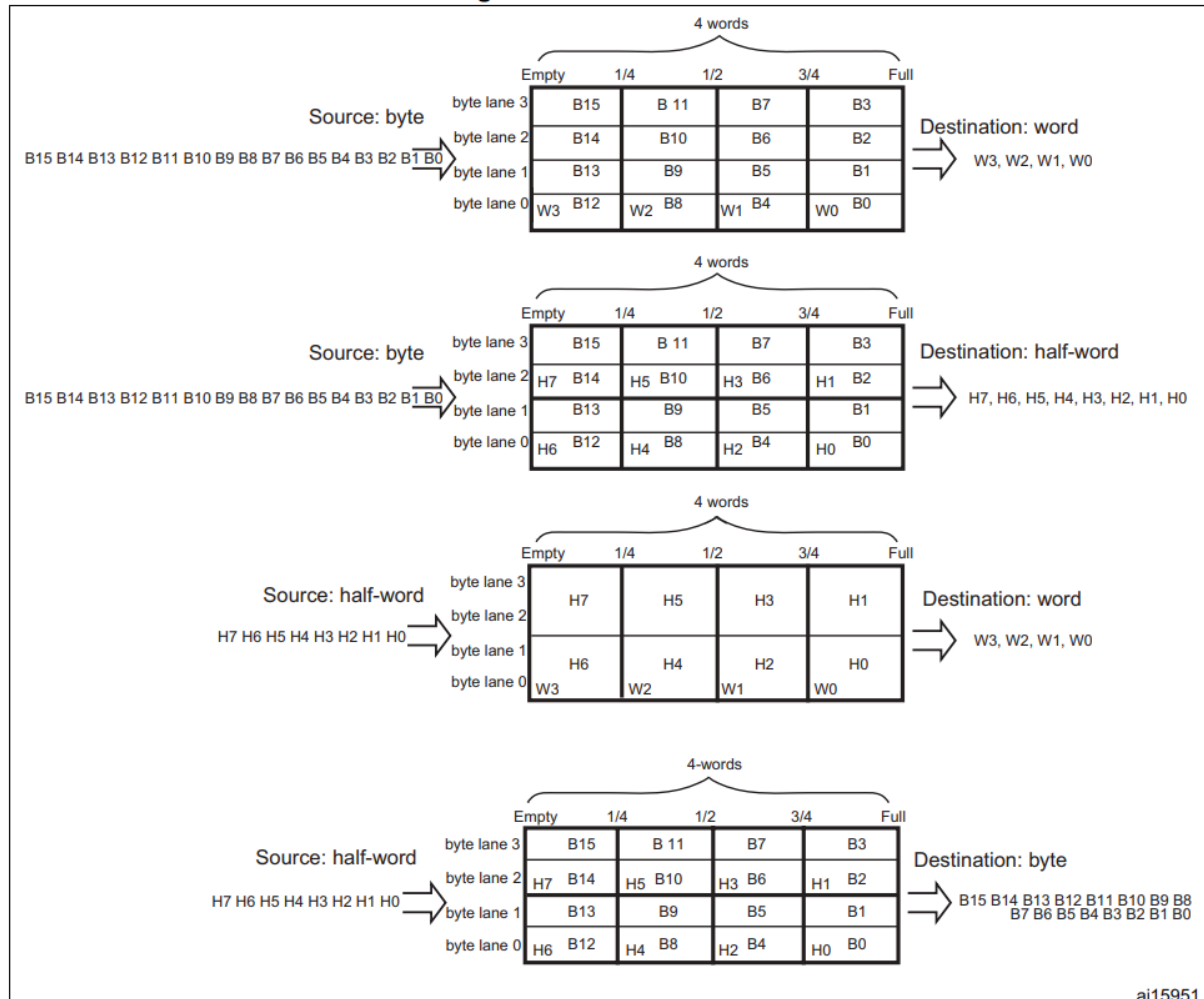 4 words
Empty 1/4 1/2 3/4 Full
byte lane 3 B15 B 11 B7 B3
Source: byte
byte lane 2 B14 B10 B6 B2
Destination: word
B15 B14 B13 B12 B11 B10 B9 B8 B7 B6 B5 B4 B3 B2 B1 B0
W3, W2, W1, W0
byte lane 1 B13 B9 B5 B1
byte lane 0 W3 B12 W2 B8 W1 B4 W0 B0
4 words
Empty 1/4 1/2 3/4 Full
byte lane 3 B15 B 11 B7 B3
Source: byte
Destination: half-word
byte lane 2 H7 B14 H5 B10 H3 B6 H1 B2
B15 B14 B13 B12 B11 B10 B9 B8 B7 B6 B5 B4 B3 B2 B1 B0
H7, H6, H5, H4, H3, H2, H1, H0
byte lane 1 B13 B9 B5 B1
byte lane 0 H6 B12 H4 B8 H2 B4 H0 B0
4 words
Empty 1/4 1/2 3/4 Full
byte lane 3
Source: half-word
H7 H5 H3 H1
Destination: word
byte lane 2
H7 H6 H5 H4 H3 H2 H1 H0
W3, W2, W1, W0
byte lane 1
H6 H4 H2 H0
byte lane 0 W3 W2 W1 W0
4-words
Empty 1/4 1/2 3/4 Full
byte lane 3 B15 B 11 B7 B3
Source: half-word
Destination: byte
byte lane 2 H7 B14 H5 B10 H3 B6 H1 B2
H7 H6 H5 H4 H3 H2 H1 H0
B15 B14 B13 B12 B11 B10 B9 B8
B7 B6 B5 B4 B3 B2 B1 B0
byte lane 1 B13 B9 B5 B1
byte lane 0 H6 B12 H4 B8 H2 B4 H0 B0
ai15951